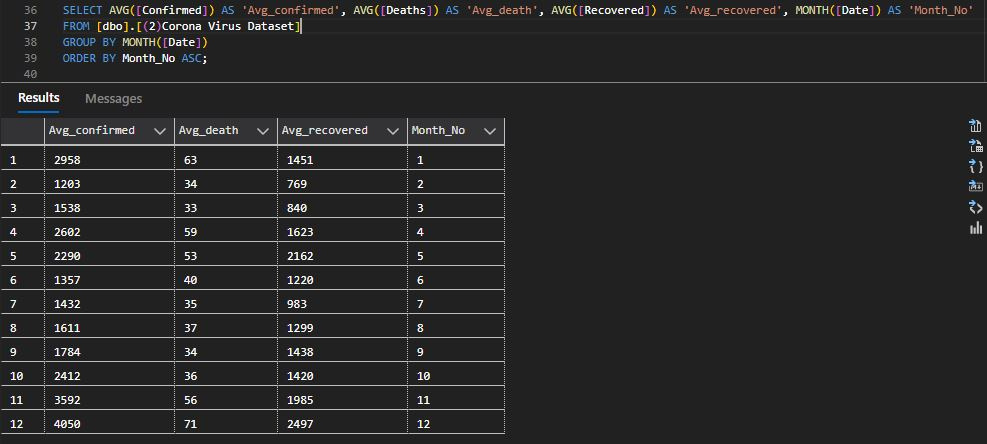 36 SELECT AVG([Confirmed]) AS 'Avg_confirmed', AVG([Deaths]) AS 'Avg_death', AVG([Recovered]) AS 'Avg_recovered', MONTH([Date]) AS 'Month_No'
37 FROM [dbo].[(2)Corona Virus Dataset]
38 GROUP BY MONTH([Date])
39 ORDER BY Month_No ASC;
40
Results Messages
Avg_confirmed Avg_death Avg_recovered Month_No
1 2958 63 1451 1
2 1203 34 769 2
3 1538 33 840 3
4 2602 59 1623 4
5 2290 53 2162 5
6 1357 40 1220 6
7 1432 35 983 7
8 1611 37 1299 8
9 1784 34 1438 9
10 2412 36 1420 10
11 3592 56 1985 11
12 4050 71 2497 12